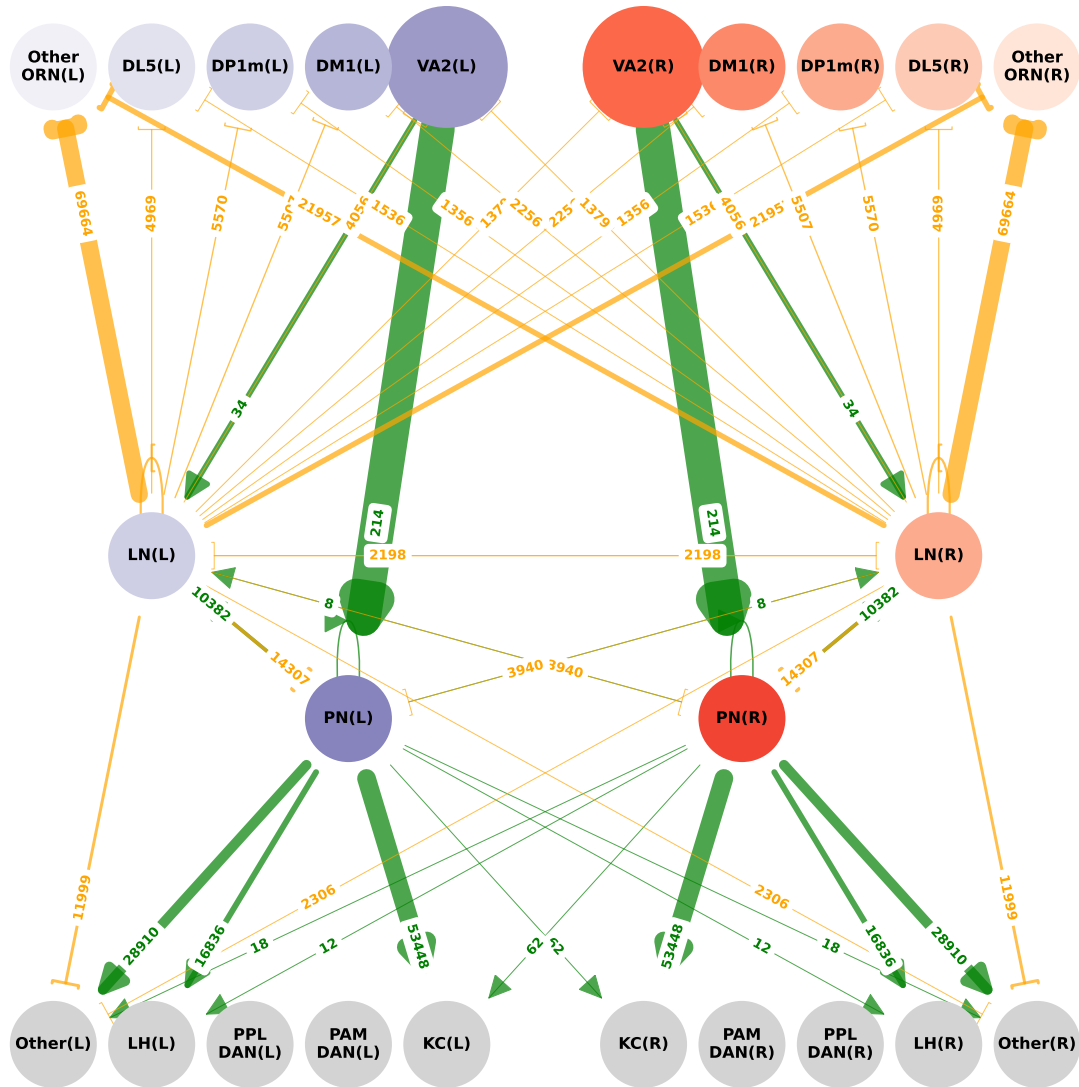 Other
ORN(L)
DL5(L)
DP1m(L)
DM1(L)
VA2(L)
VA2(R)
DM1(R)
DP1m(R)
DL5(R)
Other
ORN(R)
69664
4969
5570
21957
1536
4056
1356
2256
1379
1356
4056
5507
5570
4969
69664
34
34
214
214
LN(L)
2198
2198
LN(R)
10382
8
8
10382
14307
3940
3940
14307
PN(L)
PN(R)
11999
2306
2306
11999
28910
16836
18
12
53448
62
62
53448
12
18
16836
28910
Other(L)
LH(L)
PPL
DAN(L)
PAM
DAN(L)
KC(L)
KC(R)
PAM
DAN(R)
PPL
DAN(R)
LH(R)
Other(R)